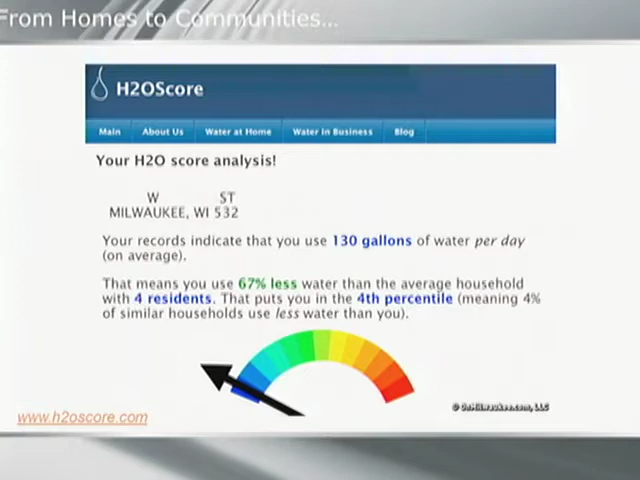 From Homes to Communities...
H2OScore
Main About Us Water at Home Water in Business Blog
Your H2O score analysis!
W ST
MILWAUKEE, WI 532
Your records indicate that you use 130 gallons of water per day
(on average).
That means you use 67% less water than the average household
with 4 residents. That puts you in the 4th percentile (meaning 4%
of similar households use less water than you).
www.h2oscore.com
© OnMilwaukee.com, LLC